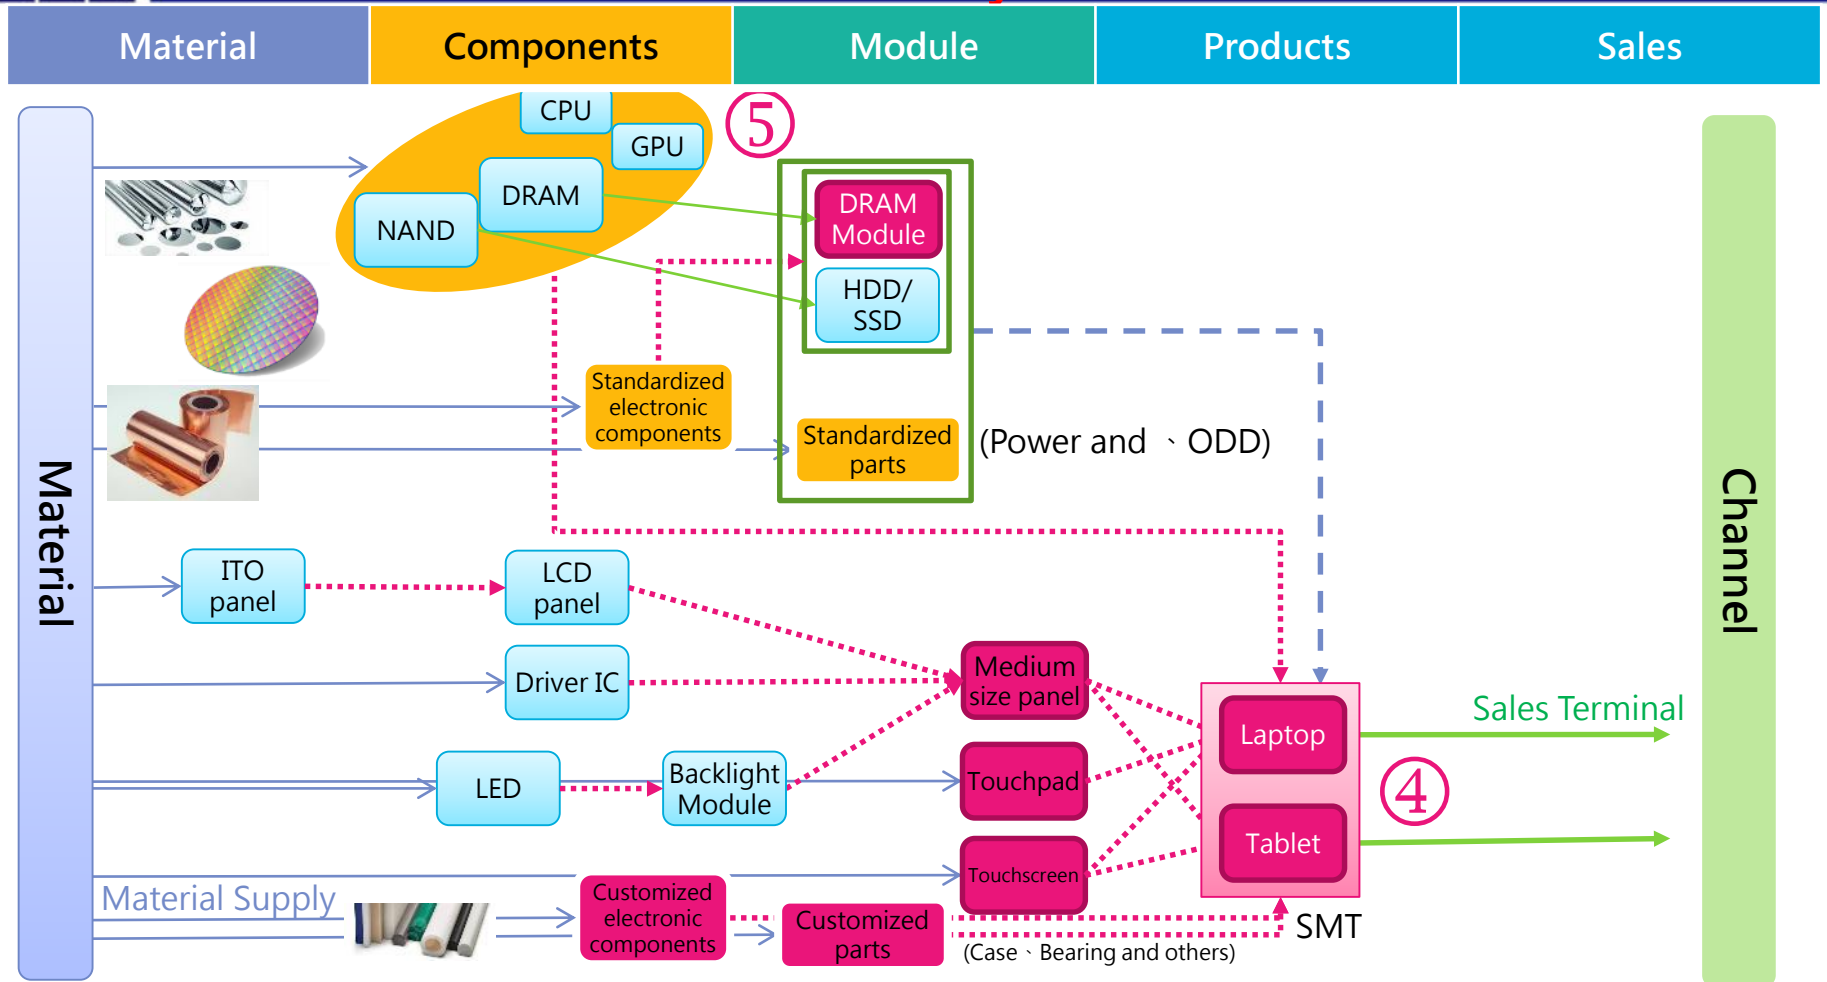 Material
Components
Module
Products
Sales
CPU
GPU
DRAM
NAND
⑤
DRAM
Module
HDD/
SSD
Standardized
electronic
components
Standardized
parts
(Power and 、ODD)
Material
ITO
panel
LCD
panel
Driver IC
LED
Backlight
Module
Medium
size panel
Touchpad
Touchscreen
Laptop
Tablet
Sales Terminal
④
Channel
Material Supply
Customized
electronic
components
Customized
parts
(Case、Bearing and others)
SMT